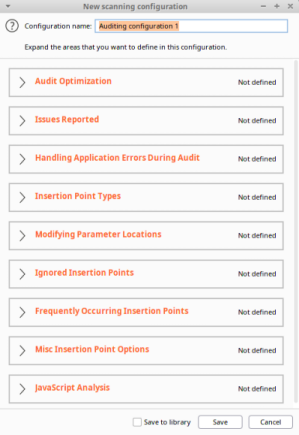 New scanning configuration
Configuration name: Auditing configuration 1
Expand the areas that you want to define in this configuration.
Audit Optimization Not defined
Issues Reported Not defined
Handling Application Errors During Audit Not defined
Insertion Point Types Not defined
Modifying Parameter Locations Not defined
Ignored Insertion Points Not defined
Frequently Occurring Insertion Points Not defined
Misc Insertion Point Options Not defined
JavaScript Analysis Not defined
Save to library Save Cancel